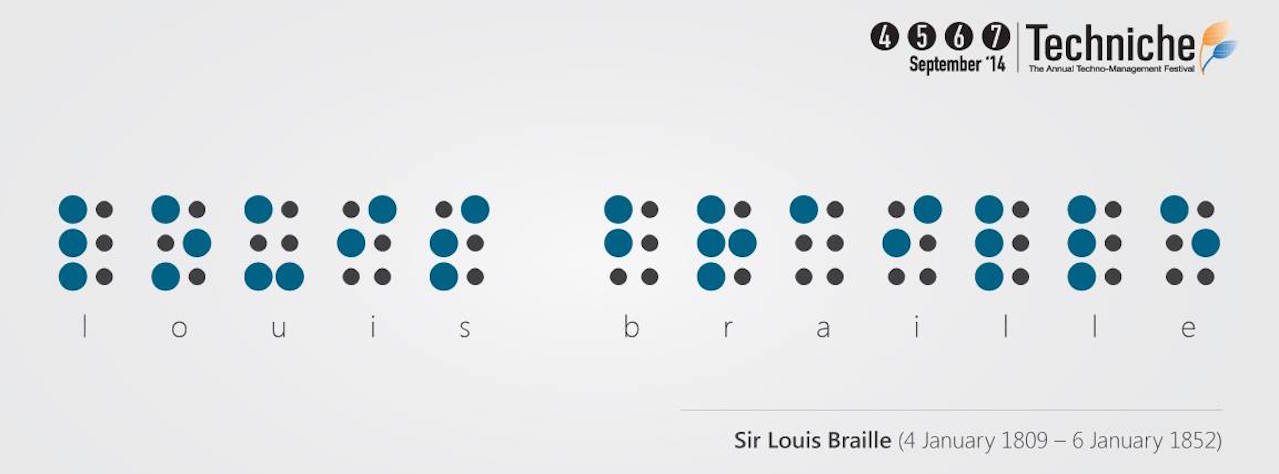 4 5 6 7
September '14
Techniche
The Annual Techno-Management Festival
l o u i s b r a i l l e
Sir Louis Braille (4 January 1809 – 6 January 1852)